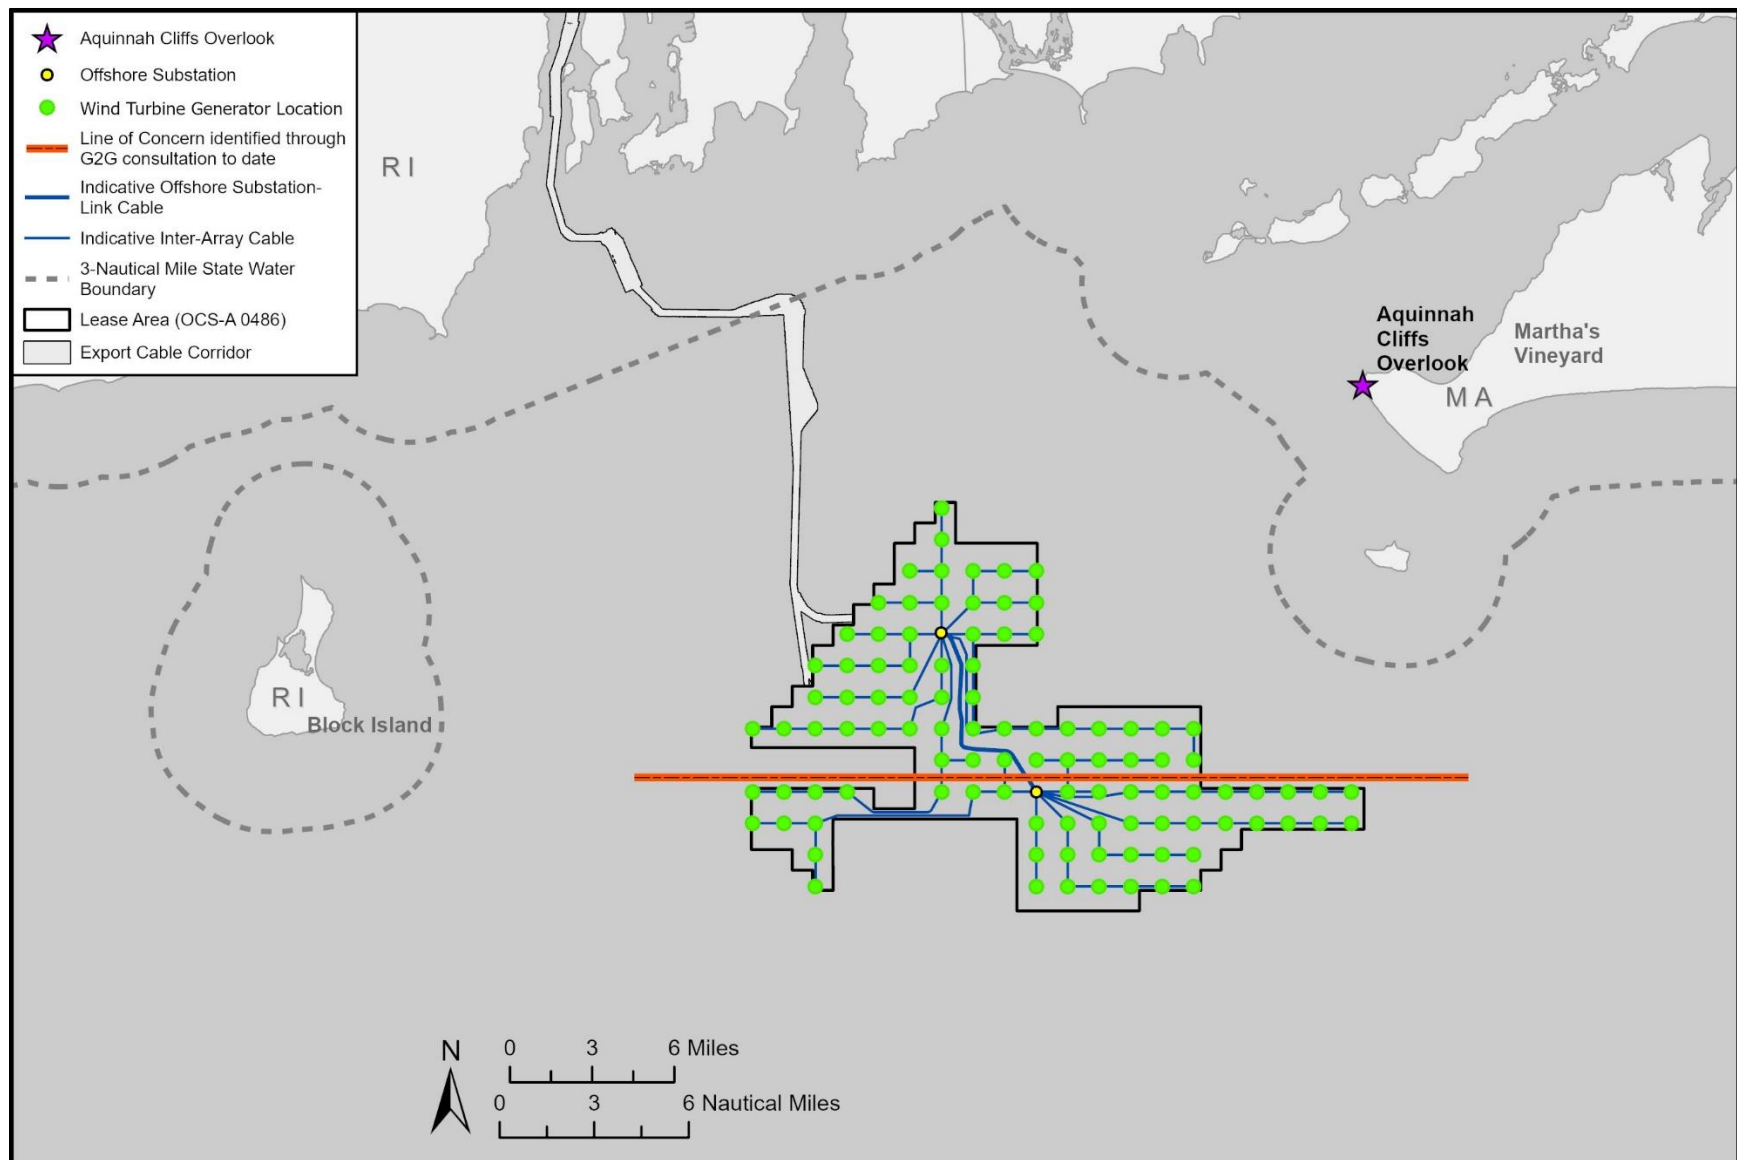 Aquinnah Cliffs Overlook
Offshore Substation
Wind Turbine Generator Location
Line of Concern identified through
G2G consultation to date
Indicative Offshore Substation-
Link Cable
Indicative Inter-Array Cable
3-Nautical Mile State Water
Boundary
Lease Area (OCS-A 0486)
Export Cable Corridor
RI
Aquinnah
Cliffs
Overlook
Martha's
Vineyard
MA
RI
Block Island
N
0 3 6 Miles
0 3 6 Nautical Miles